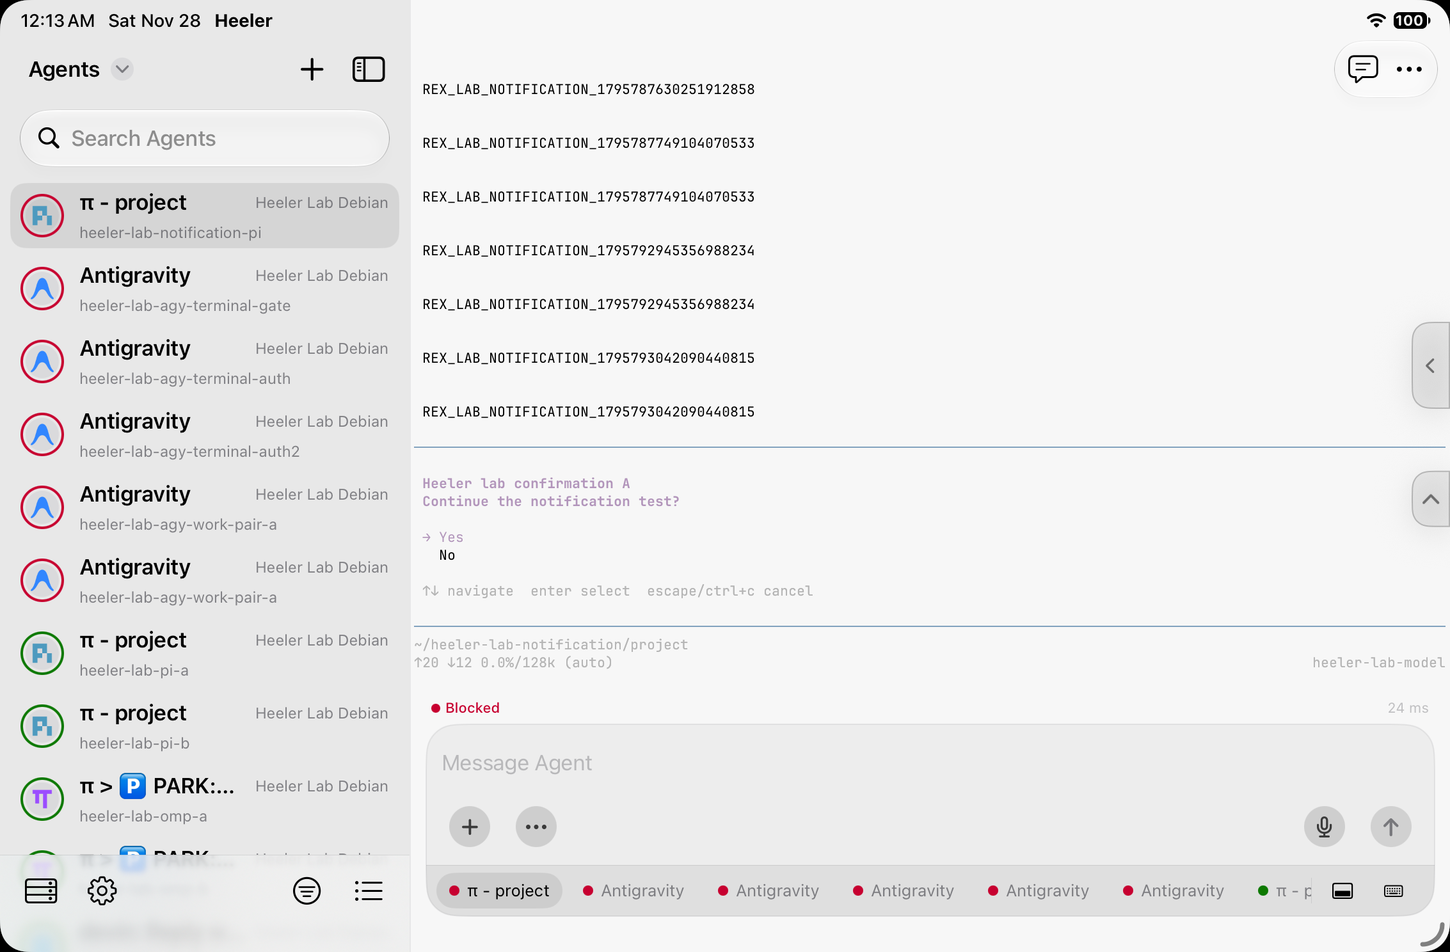 12:13 AM Sat Nov 28 Heeler
100
Agents
Search Agents
π - project Heeler Lab Debian
heeler-lab-notification-pi
Antigravity Heeler Lab Debian
heeler-lab-agy-terminal-gate
Antigravity Heeler Lab Debian
heeler-lab-agy-terminal-auth
Antigravity Heeler Lab Debian
heeler-lab-agy-terminal-auth2
Antigravity Heeler Lab Debian
heeler-lab-agy-work-pair-a
Antigravity Heeler Lab Debian
heeler-lab-agy-work-pair-a
π - project Heeler Lab Debian
heeler-lab-pi-a
π - project Heeler Lab Debian
heeler-lab-pi-b
π > 🅿️ PARK:... Heeler Lab Debian
heeler-lab-omp-a
π > 🅿️ PARK:... Heeler Lab Debian
REX_LAB_NOTIFICATION_1795787630251912858
REX_LAB_NOTIFICATION_1795787749104070533
REX_LAB_NOTIFICATION_1795787749104070533
REX_LAB_NOTIFICATION_1795792945356988234
REX_LAB_NOTIFICATION_1795792945356988234
REX_LAB_NOTIFICATION_1795793042090440815
REX_LAB_NOTIFICATION_1795793042090440815
Heeler lab confirmation A
Continue the notification test?
→ Yes
No
↑↓ navigate enter select escape/ctrl+c cancel
~/heeler-lab-notification/project
↑20 ↓12 0.0%/128k (auto) heeler-lab-model
Blocked 24 ms
Message Agent
π - project Antigravity Antigravity Antigravity Antigravity Antigravity π - p